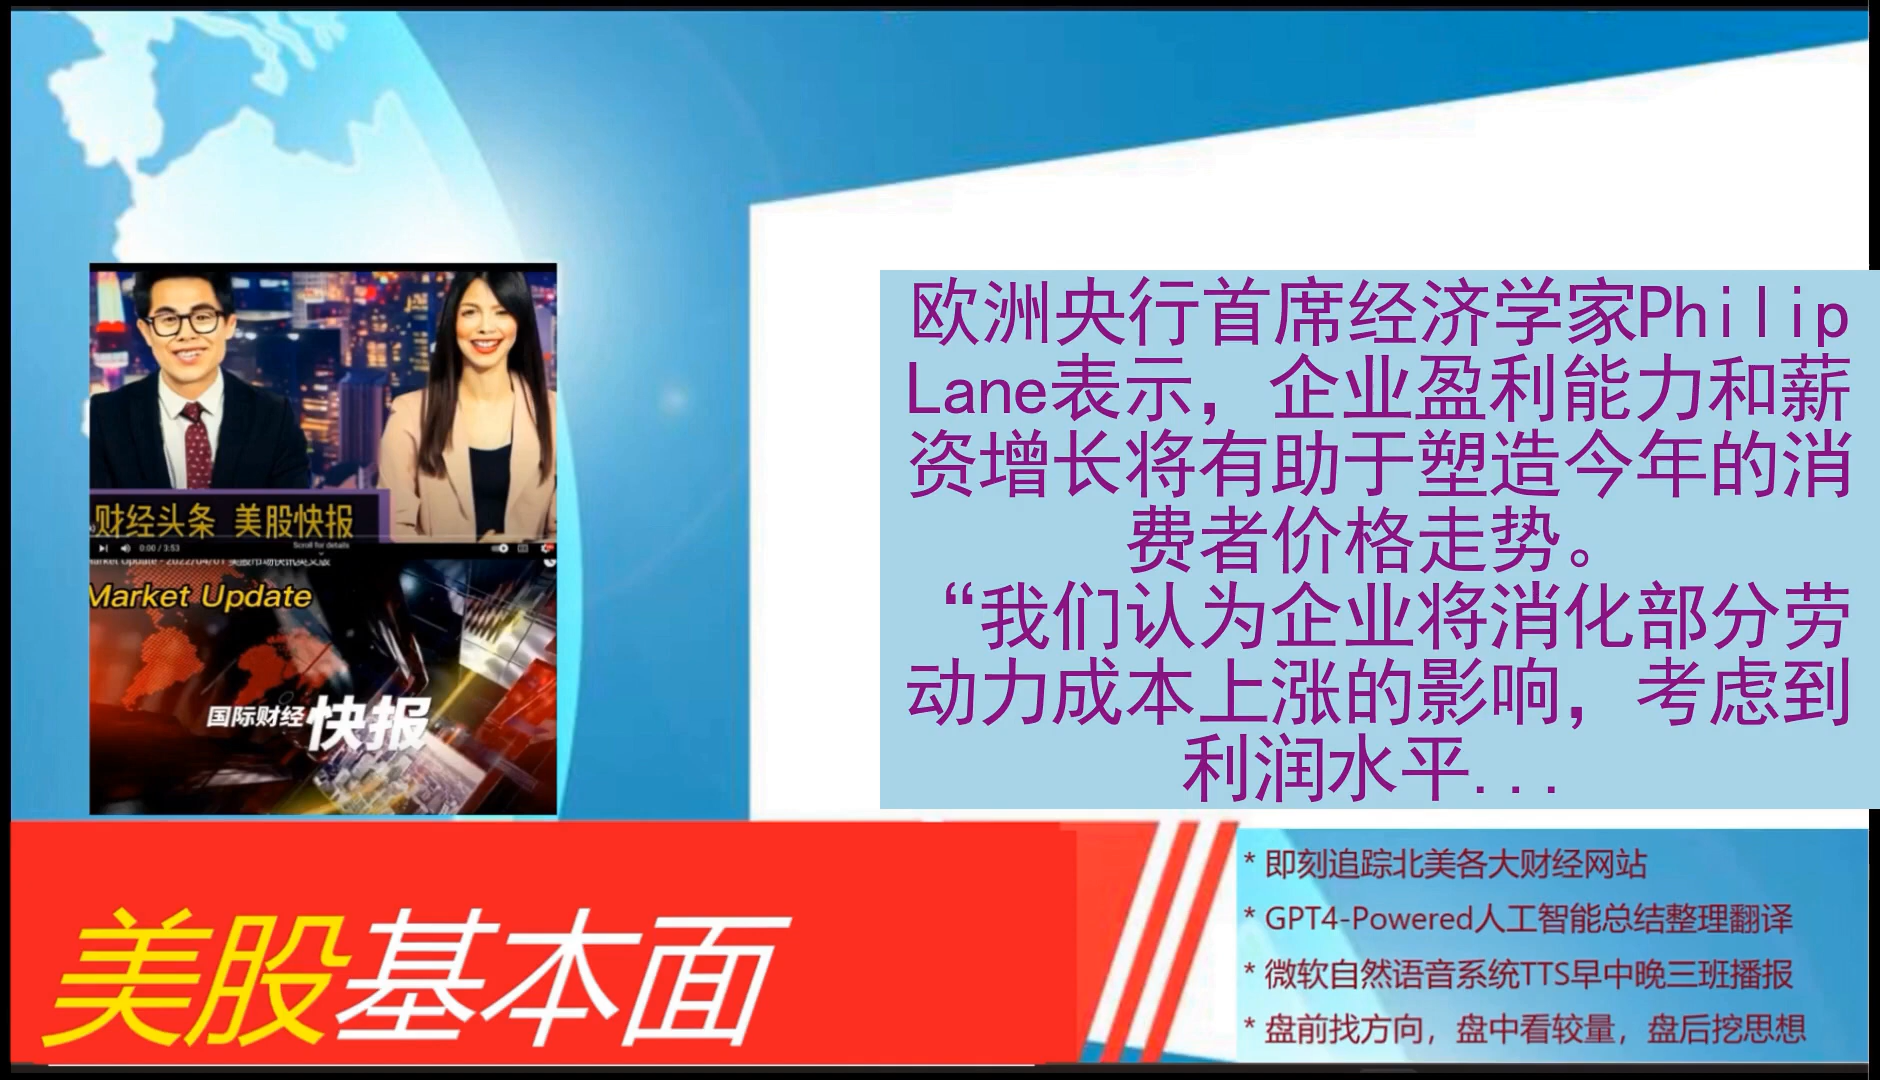 欧洲央行首席经济学家Philip
Lane表示，企业盈利能力和薪
资增长将有助于塑造今年的消
费者价格走势。
“我们认为企业将消化部分劳
动力成本上涨的影响，考虑到
利润水平...
财经头条 美股快报
0:00 / 3:53
Scroll for details
Market Update
国际财经快报
美股基本面
* 即刻追踪北美各大财经网站
* GPT4-Powered人工智能总结整理翻译
* 微软自然语音系统TTS早中晚三班播报
* 盘前找方向，盘中看较量，盘后挖思想